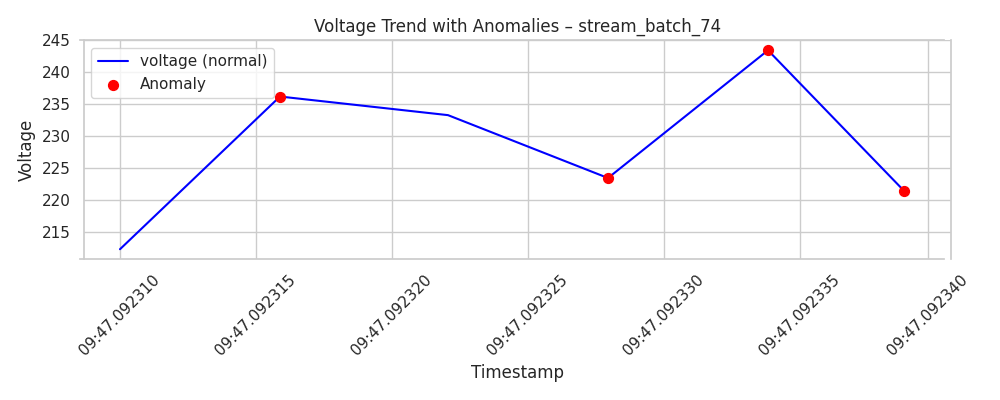 Voltage Trend with Anomalies – stream_batch_74
245
240
235
230
225
220
215
Voltage
voltage (normal)
Anomaly
09:47.092310
09:47.092315
09:47.092320
09:47.092325
09:47.092330
09:47.092335
09:47.092340
Timestamp